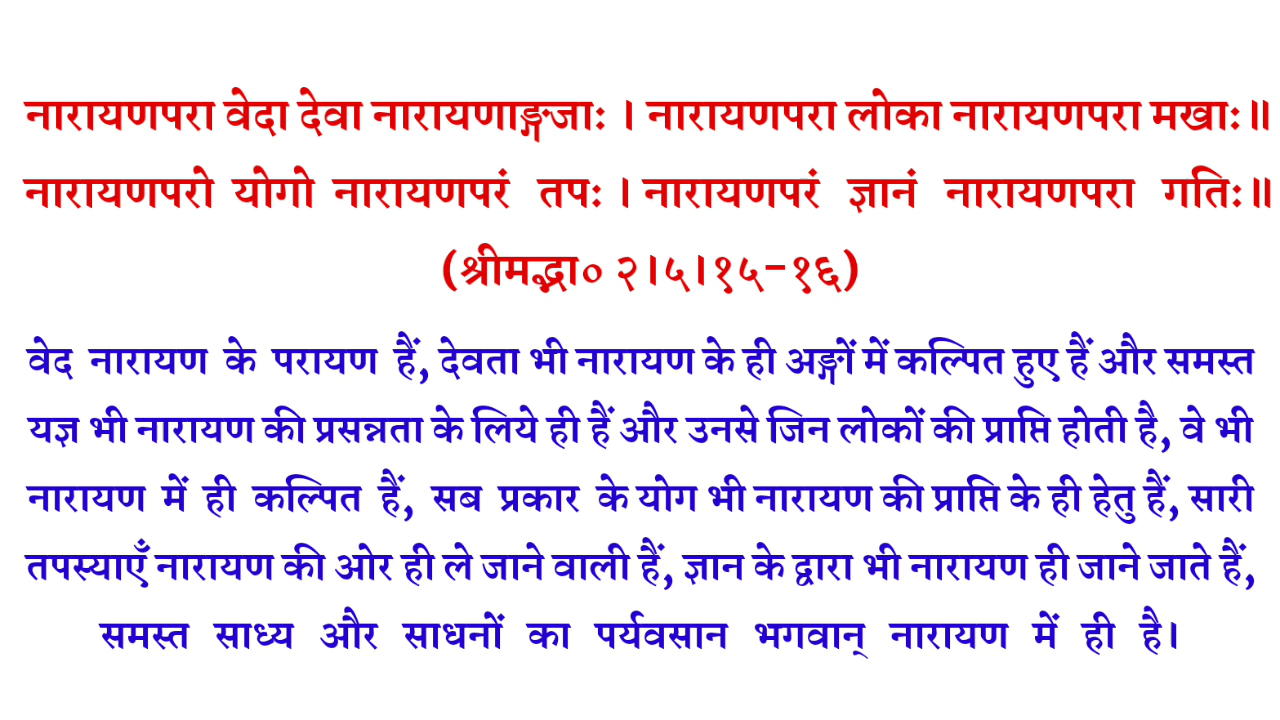 नारायणपरा वेदा देवा नारायणाङ्गजाः । नारायणपरा लोका नारायणपरा मखाः॥
नारायणपरो योगो नारायणपरं तपः । नारायणपरं ज्ञानं नारायणपरा गतिः॥
(श्रीमद्भा० २।५।१५-१६)
वेद नारायण के परायण हैं, देवता भी नारायण के ही अङ्गों में कल्पित हुए हैं और समस्त
यज्ञ भी नारायण की प्रसन्नता के लिये ही हैं और उनसे जिन लोकों की प्राप्ति होती है, वे भी
नारायण में ही कल्पित हैं, सब प्रकार के योग भी नारायण की प्राप्ति के ही हेतु हैं, सारी
तपस्याएँ नारायण की ओर ही ले जाने वाली हैं, ज्ञान के द्वारा भी नारायण ही जाने जाते हैं,
समस्त साध्य और साधनों का पर्यवसान भगवान् नारायण में ही है।